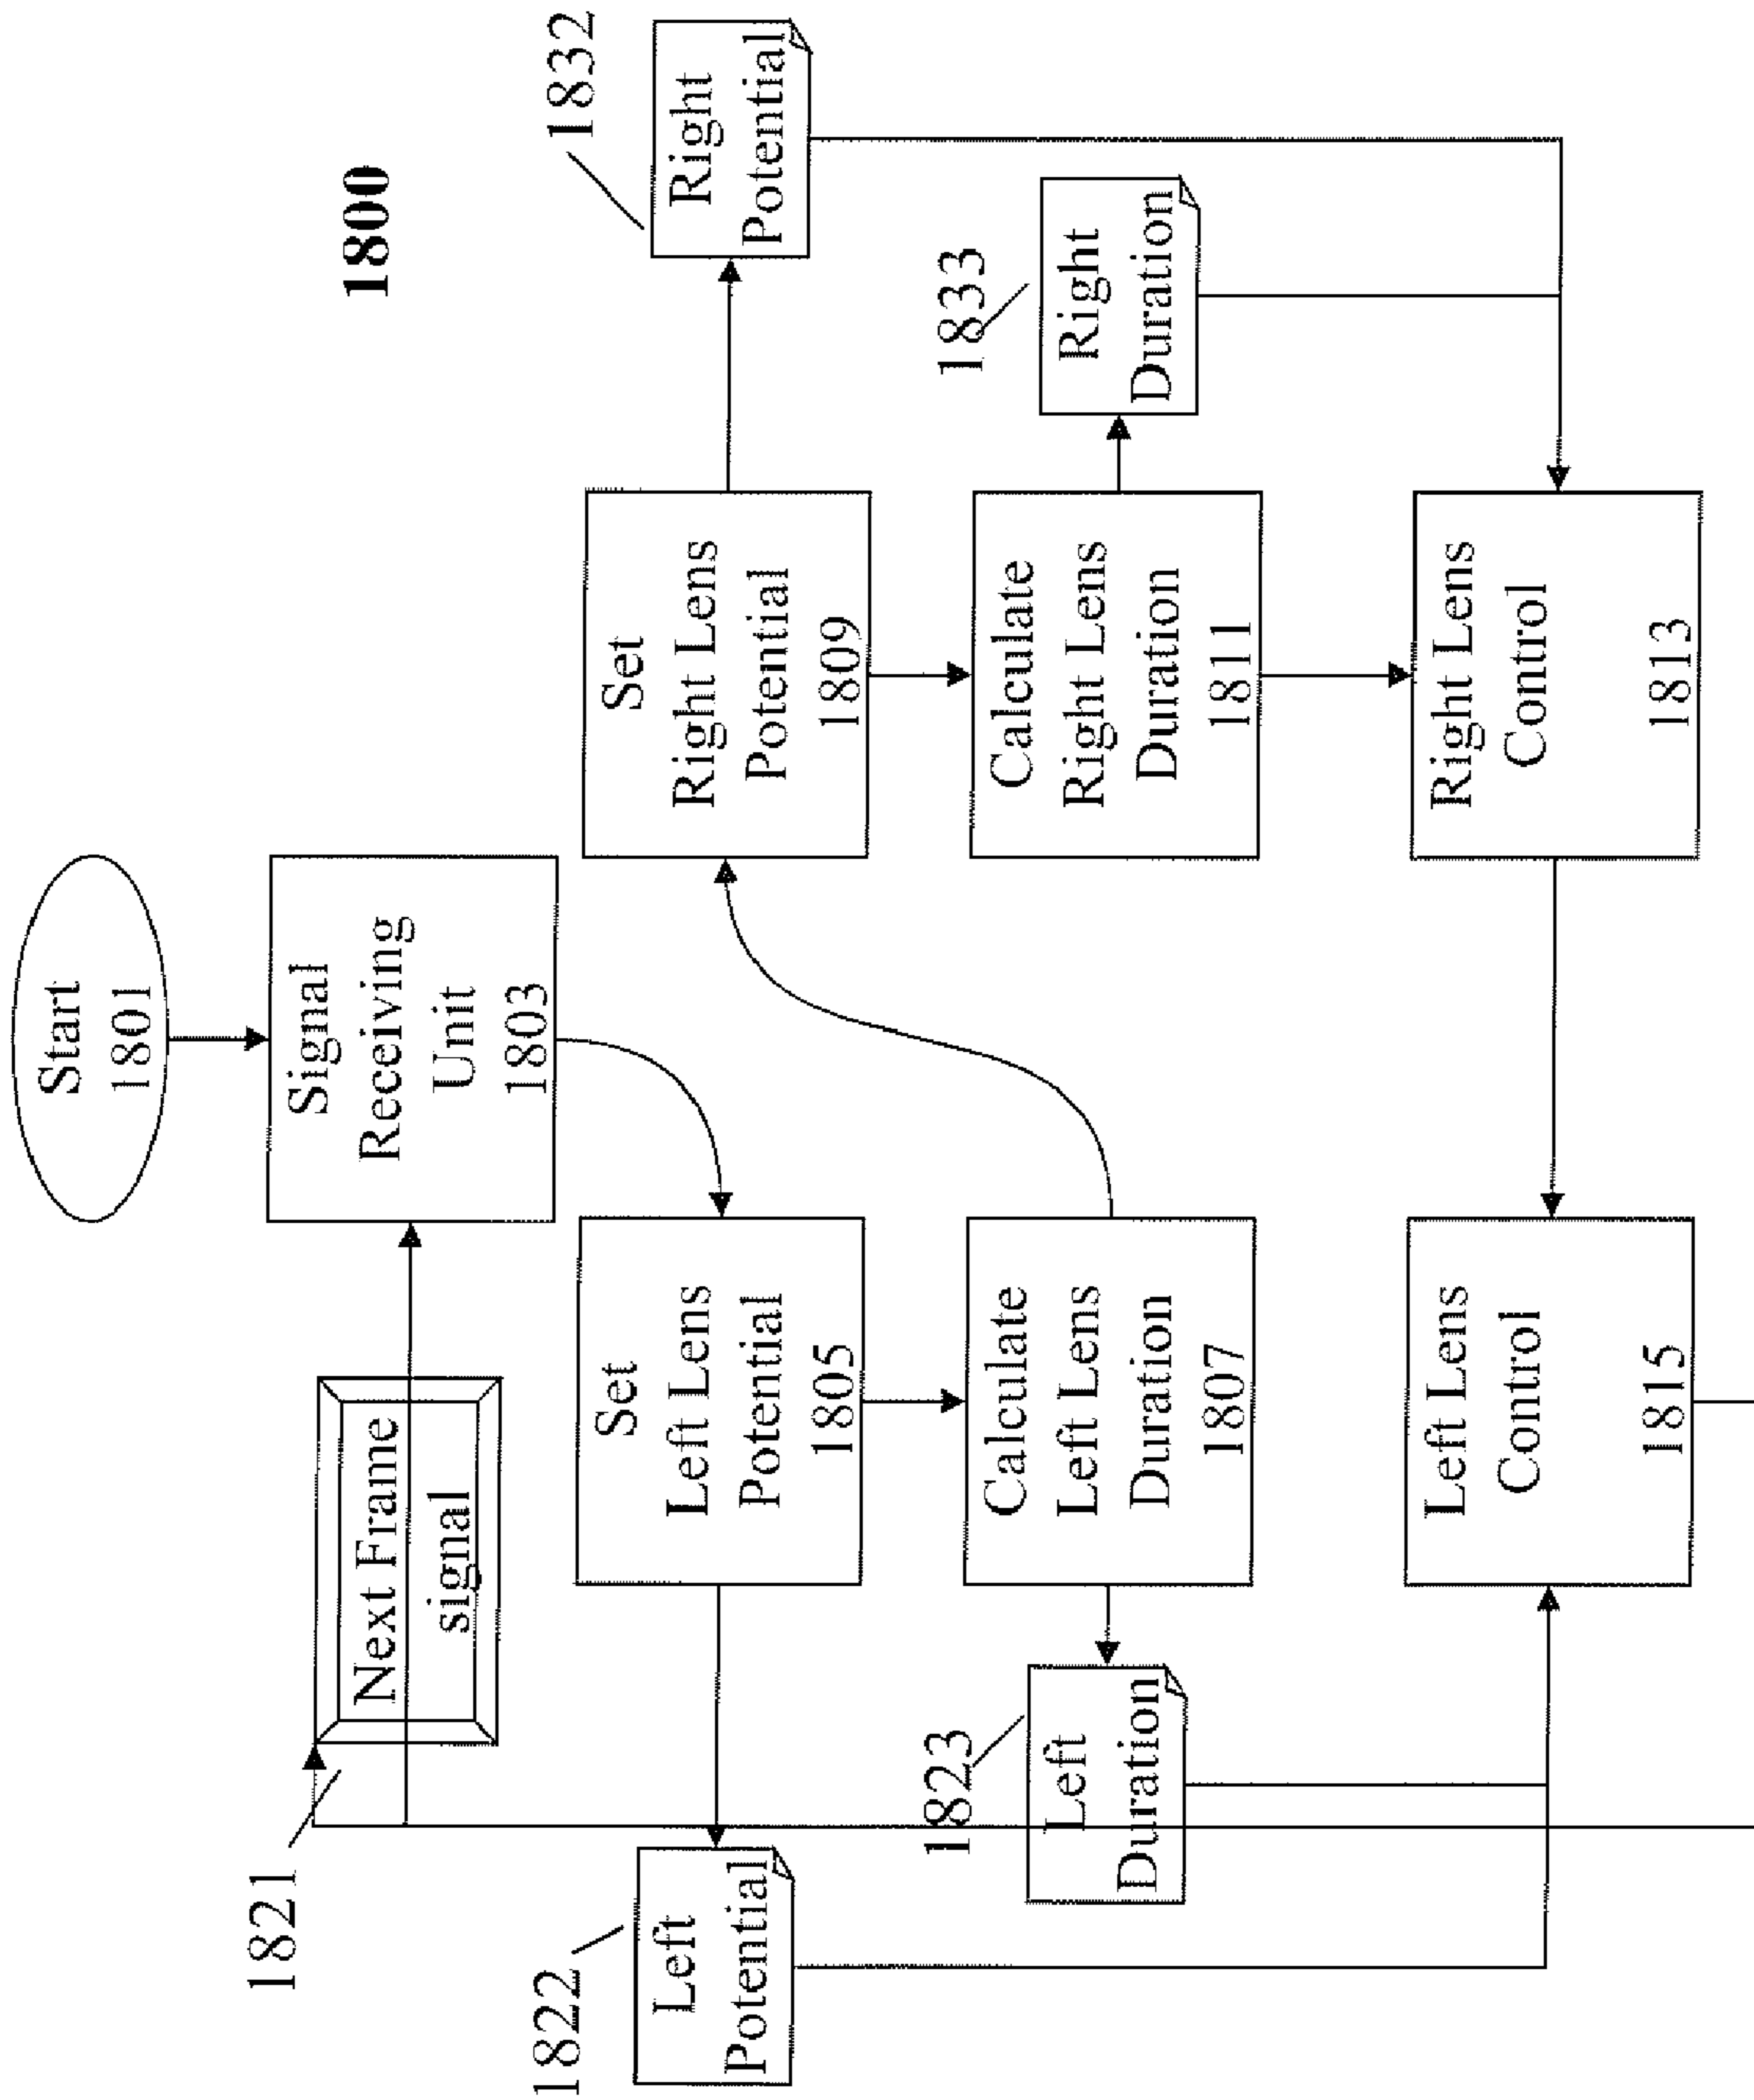 1800
Start
1801
Signal
Receiving
Unit
1803
1821
Next Frame
signal
Set
Left Lens
Potential
1805
1822
Left
Potential
Calculate
Left Lens
Duration
1807
1823
Left
Duration
Set
Right Lens
Potential
1809
1832
Right
Potential
Calculate
Right Lens
Duration
1811
1833
Right
Duration
Right Lens
Control
1813
Left Lens
Control
1815